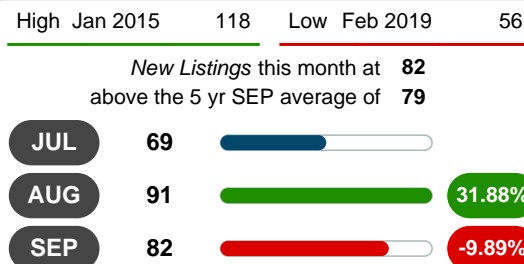 High Jan 2015 118 Low Feb 2019 56
New Listings this month at 82
above the 5 yr SEP average of 79
JUL 69
AUG 91 31.88%
SEP 82 -9.89%